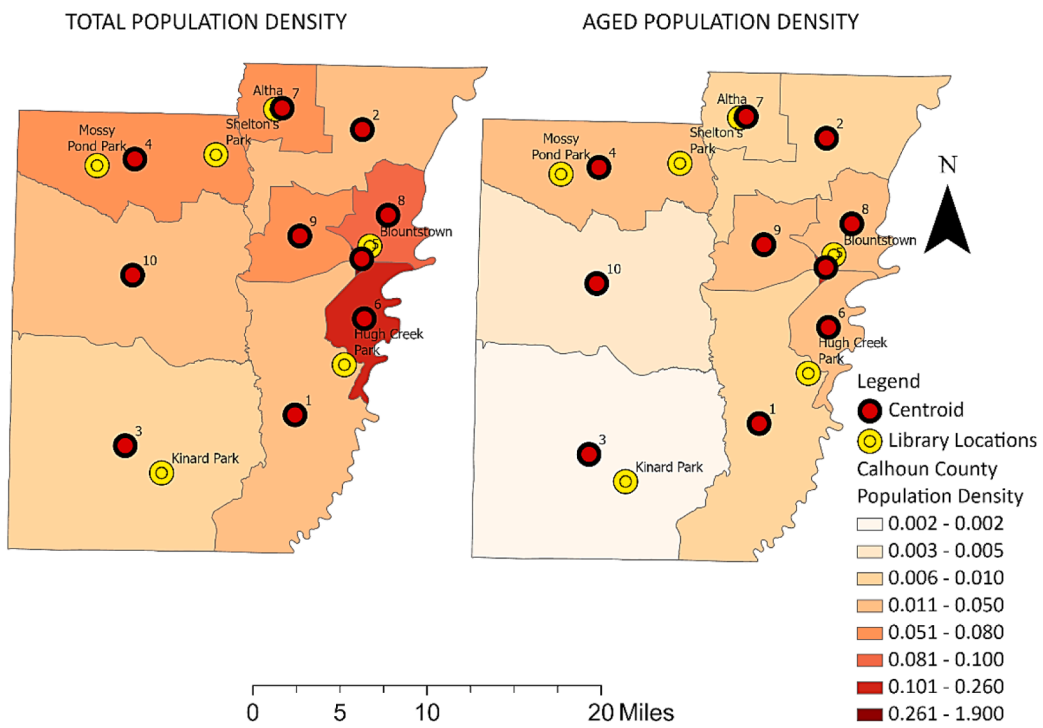 TOTAL POPULATION DENSITY
AGED POPULATION DENSITY
Altha
7
2
Shelton's
Park
Mossy
Pond Park
4
8
9
Blountstown
5
10
6
Hugh Creek
Park
1
3
Kinard Park
Altha
7
2
Shelton's
Park
Mossy
Pond Park
4
8
9
Blountstown
5
10
6
Hugh Creek
Park
1
3
Kinard Park
N
Legend
Centroid
Library Locations
Calhoun County
Population Density
0.002 - 0.002
0.003 - 0.005
0.006 - 0.010
0.011 - 0.050
0.051 - 0.080
0.081 - 0.100
0.101 - 0.260
0.261 - 1.900
0 5 10 20 Miles